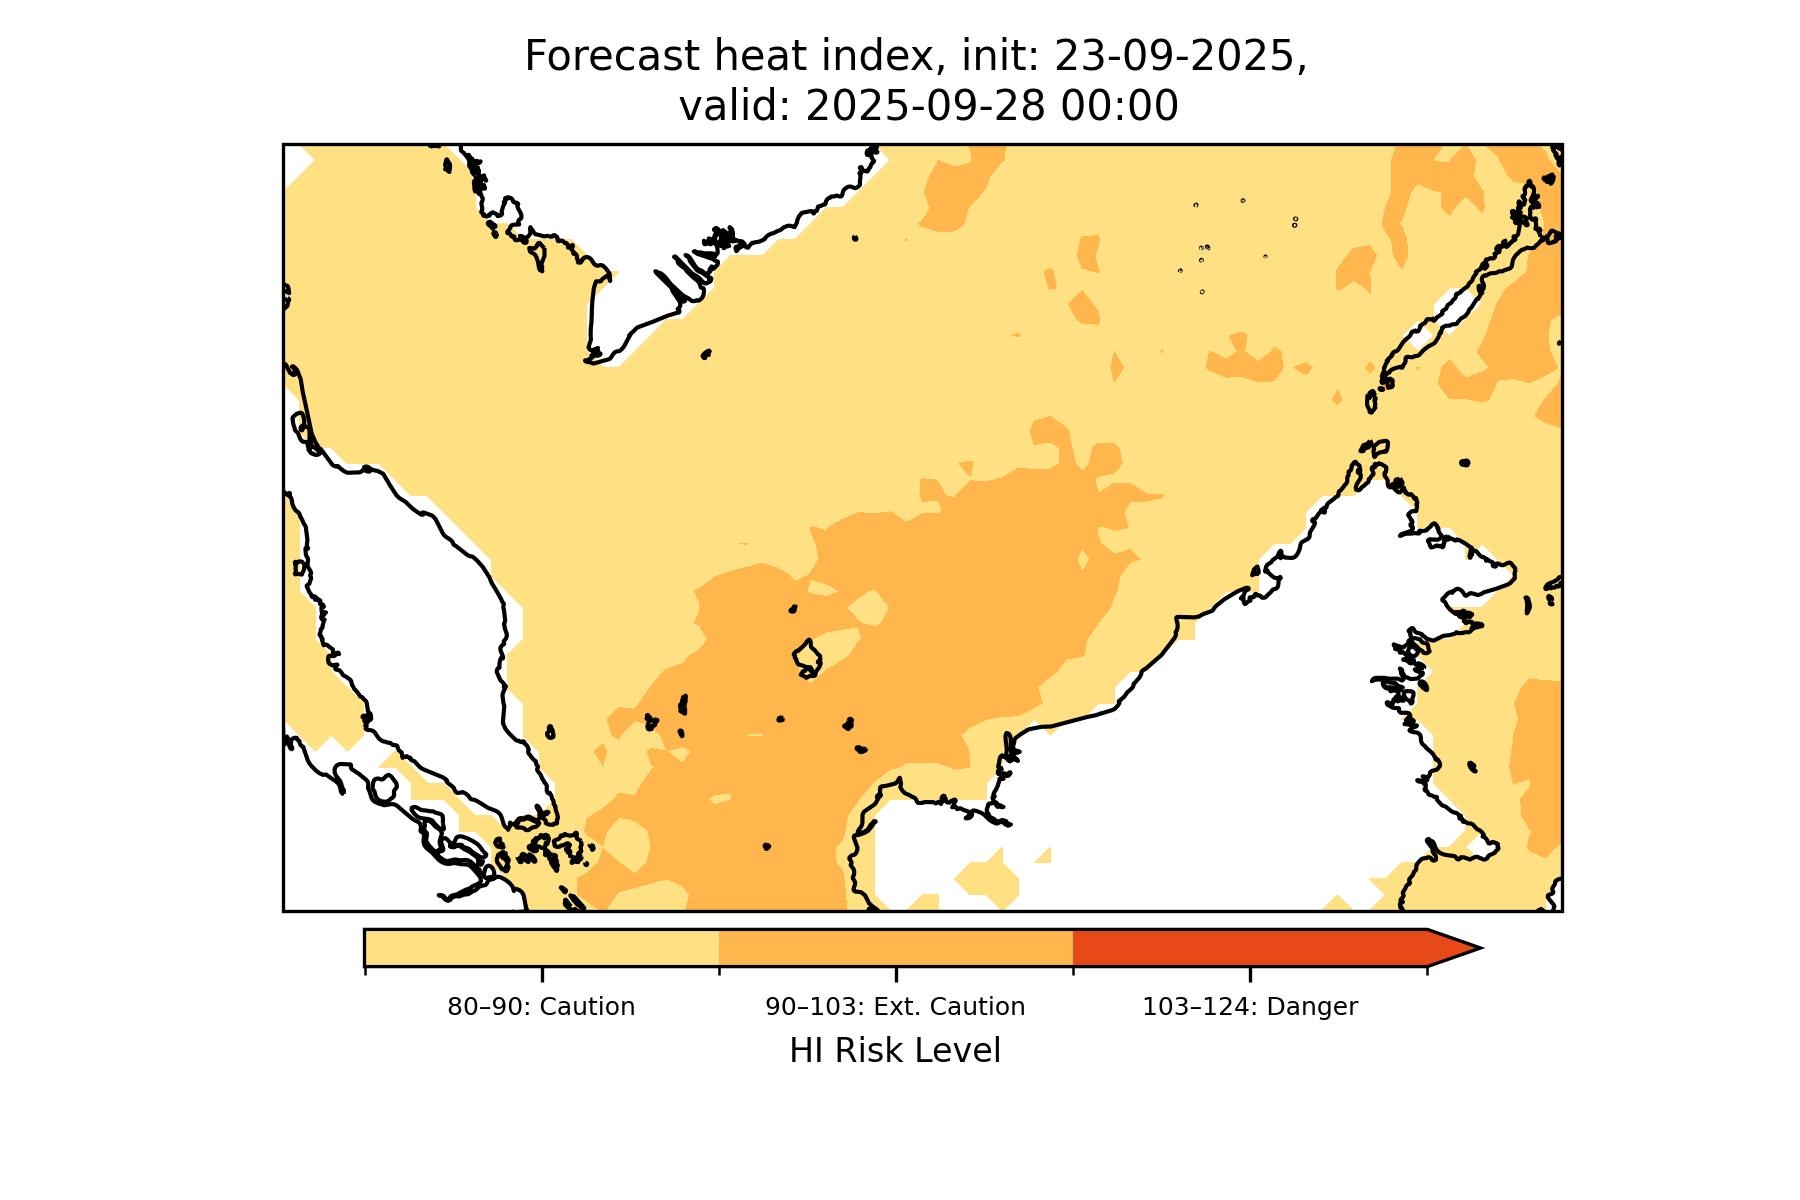 Forecast heat index, init: 23-09-2025,
valid: 2025-09-28 00:00
80–90: Caution
90–103: Ext. Caution
103–124: Danger
HI Risk Level